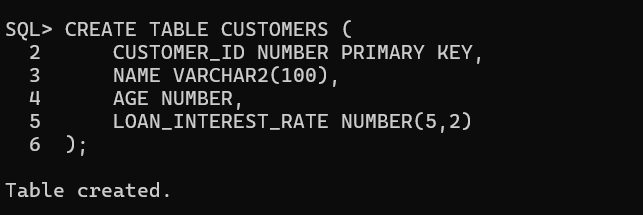 SQL> CREATE TABLE CUSTOMERS (
  2      CUSTOMER_ID NUMBER PRIMARY KEY,
  3      NAME VARCHAR2(100),
  4      AGE NUMBER,
  5      LOAN_INTEREST_RATE NUMBER(5,2)
  6  );
Table created.